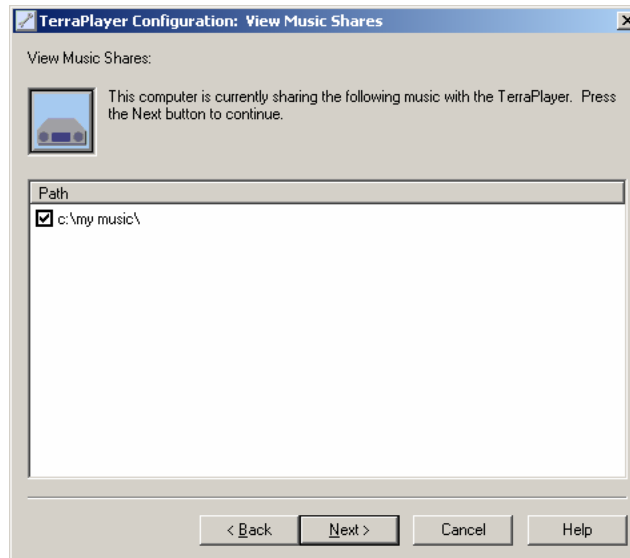 TerraPlayer Configuration: View Music Shares
View Music Shares:
This computer is currently sharing the following music with the TerraPlayer. Press
the Next button to continue.
Path
c:\my music\
< Back Next > Cancel Help